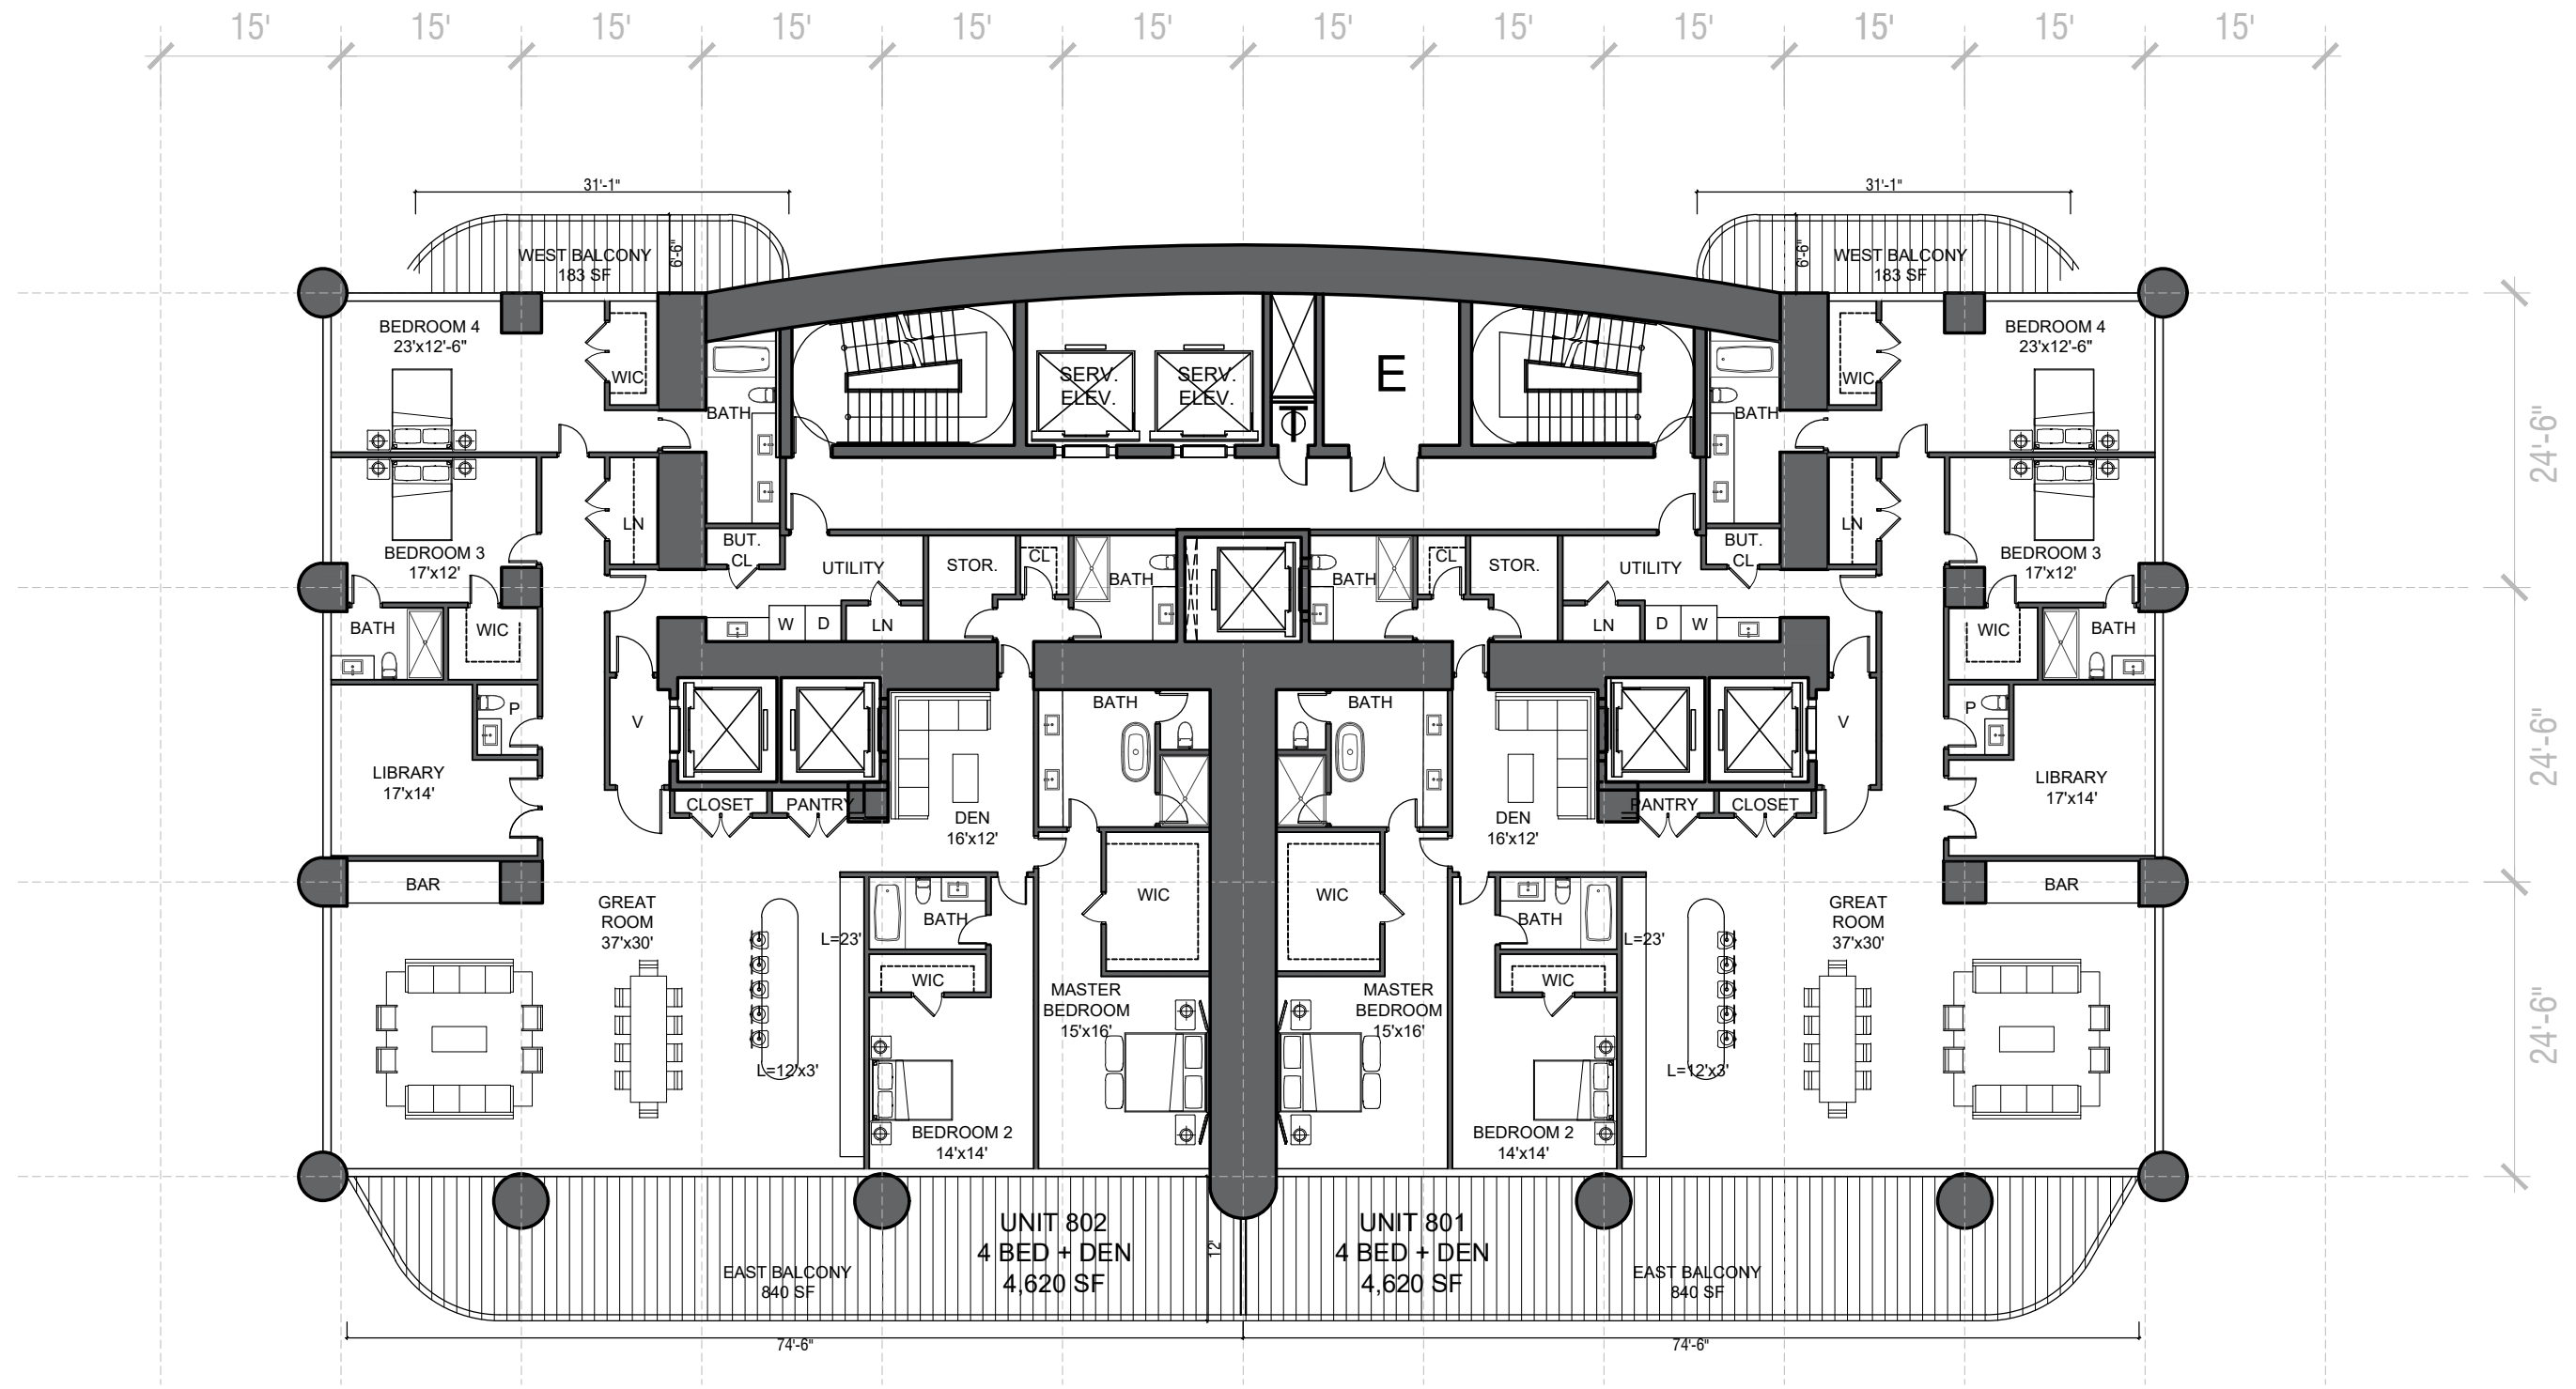 15' 15' 15' 15' 15' 15' 15' 15' 15' 15' 15' 15'
31'-1" 31'-1"
WEST BALCONY
183 SF
6'-6"
WEST BALCONY
183 SF
6'-6"
BEDROOM 4
23'x12'-6"
WIC
BATH
SERV.
ELEV.
SERV.
ELEV.
T
E
BATH
WIC
BEDROOM 4
23'x12'-6"
24'-6"
BEDROOM 3
17'x12'
LN
BUT.
CL
UTILITY
STOR.
CL
BATH
BATH
CL
STOR.
UTILITY
BUT.
CL
LN
BEDROOM 3
17'x12'
BATH
WIC
W D
LN
LN
D W
WIC
BATH
24'-6"
P
V
BATH
BATH
V
P
LIBRARY
17'x14'
CLOSET
PANTRY
DEN
16'x12'
DEN
16'x12'
PANTRY
CLOSET
LIBRARY
17'x14'
BAR
GREAT
ROOM
37'x30'
L=23'
BATH
WIC
WIC
BATH
L=23'
GREAT
ROOM
37'x30'
BAR
WIC
MASTER
BEDROOM
15'x16'
MASTER
BEDROOM
15'x16'
WIC
24'-6"
L=12'x3'
BEDROOM 2
14'x14'
BEDROOM 2
14'x14'
L=12'x3'
UNIT 802
4 BED + DEN
4,620 SF
12'
UNIT 801
4 BED + DEN
4,620 SF
EAST BALCONY
840 SF
EAST BALCONY
840 SF
74'-6" 74'-6"